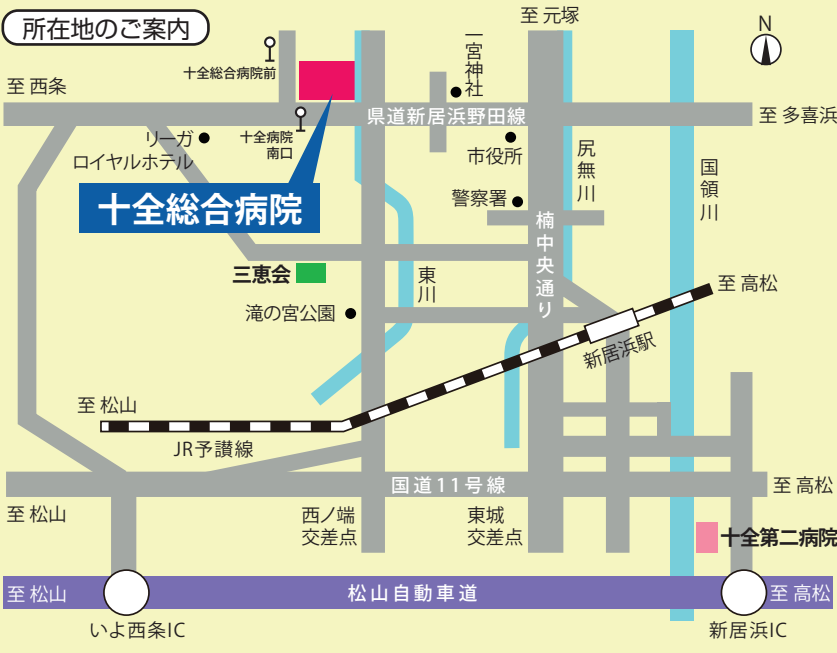 所在地のご案内
至 元塚
N
一宮神社
十全総合病院前
至 西条
県道新居浜野田線
至 多喜浜
リーガ
ロイヤルホテル
十全病院
南口
市役所
尻無川
国領川
警察署
十全総合病院
楠中央通り
三恵会
東川
至 高松
滝の宮公園
新居浜駅
至 松山
JR予讃線
国道11号線
至 高松
至 松山
西ノ端
交差点
東城
交差点
十全第二病院
至 松山
松山自動車道
至 高松
いよ西条IC
新居浜IC